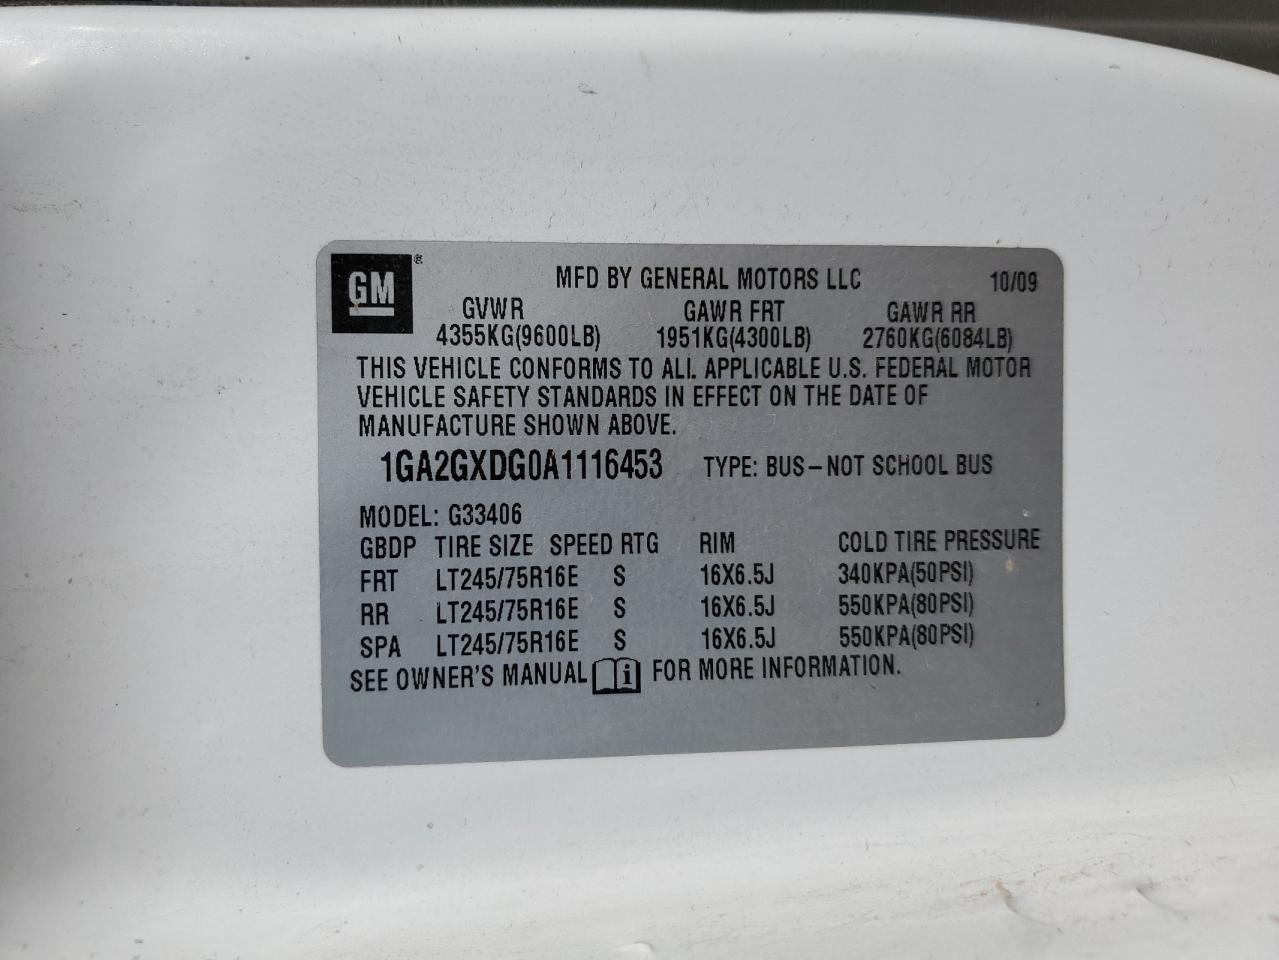 GM®
MFD BY GENERAL MOTORS LLC 10/09
GVWR GAWR FRT GAWR RR
4355KG(9600LB) 1951KG(4300LB) 2760KG(6084LB)
THIS VEHICLE CONFORMS TO ALL APPLICABLE U.S. FEDERAL MOTOR
VEHICLE SAFETY STANDARDS IN EFFECT ON THE DATE OF
MANUFACTURE SHOWN ABOVE.
1GA2GXDG0A1116453 TYPE: BUS-NOT SCHOOL BUS
MODEL: G33406
GBDP TIRE SIZE SPEED RTG RIM COLD TIRE PRESSURE
FRT LT245/75R16E S 16X6.5J 340KPA(50PSI)
RR LT245/75R16E S 16X6.5J 550KPA(80PSI)
SPA LT245/75R16E S 16X6.5J 550KPA(80PSI)
SEE OWNER'S MANUAL i FOR MORE INFORMATION.